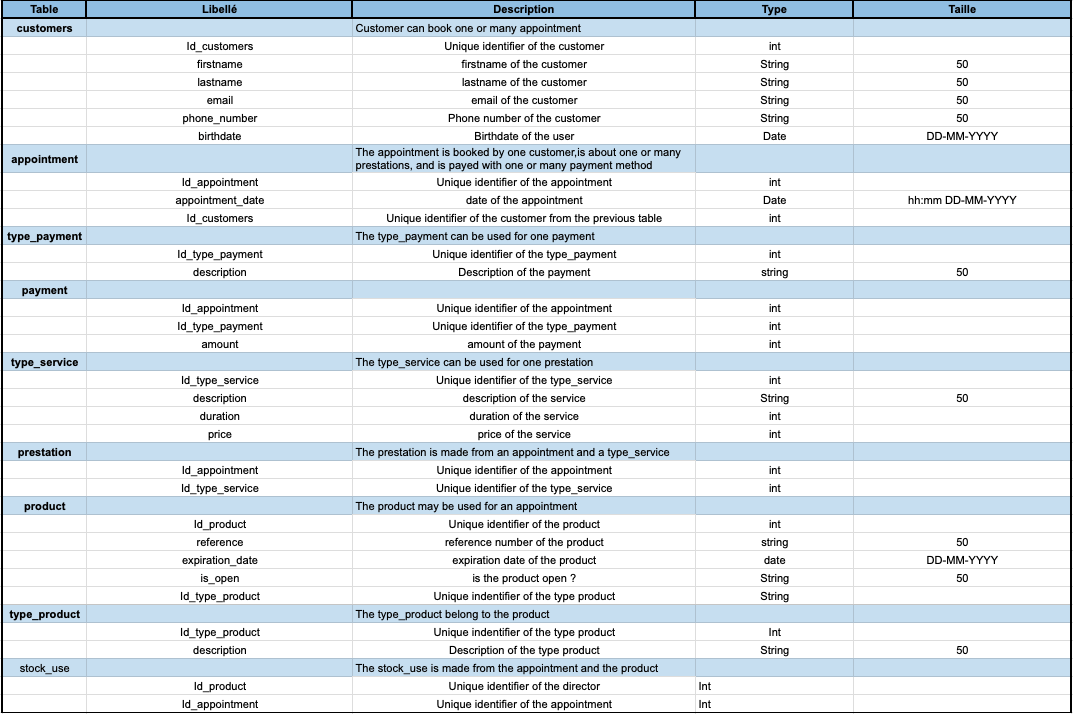 Table Libellé Description Type Taille
customers Customer can book one or many appointment
Id_customers Unique identifier of the customer int
firstname firstname of the customer String 50
lastname lastname of the customer String 50
email email of the customer String 50
phone_number Phone number of the customer String 50
birthdate Birthdate of the user Date DD-MM-YYYY
appointment The appointment is booked by one customer,is about one or many
prestations, and is payed with one or many payment method
Id_appointment Unique identifier of the appointment int
appointment_date date of the appointment Date hh:mm DD-MM-YYYY
Id_customers Unique identifier of the customer from the previous table int
type_payment The type_payment can be used for one payment
Id_type_payment Unique identifier of the type_payment int
description Description of the payment string 50
payment
Id_appointment Unique identifier of the appointment int
Id_type_payment Unique identifier of the type_payment int
amount amount of the payment int
type_service The type_service can be used for one prestation
Id_type_service Unique identifier of the type_service int
description description of the service String 50
duration duration of the service int
price price of the service int
prestation The prestation is made from an appointment and a type_service
Id_appointment Unique identifier of the appointment int
Id_type_service Unique identifier of the type_service int
product The product may be used for an appointment
Id_product Unique identifier of the product int
reference reference number of the product string 50
expiration_date expiration date of the product date DD-MM-YYYY
is_open is the product open ? String 50
Id_type_product Unique identifier of the type product String
type_product The type_product belong to the product
Id_type_product Unique indentifier of the type product Int
description Description of the type product String 50
stock_use The stock_use is made from the appointment and the product
Id_product Unique identifier of the director Int
Id_appointment Unique identifier of the appointment Int